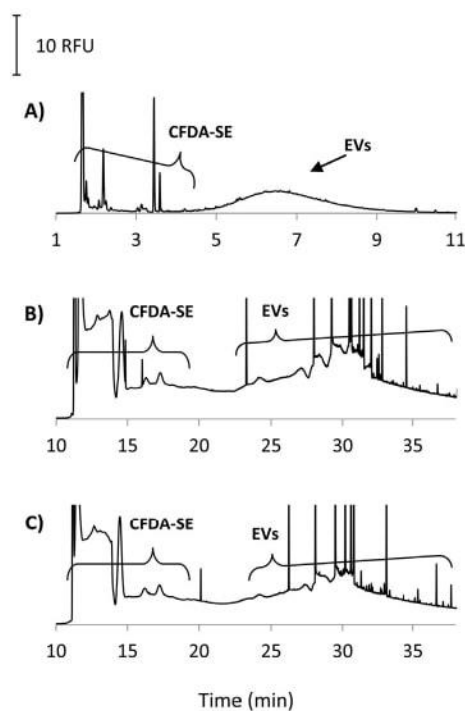 10 RFU
A)
CFDA-SE
EVs
1 3 5 7 9 11
B)
CFDA-SE EVs
10 15 20 25 30 35
C)
CFDA-SE EVs
10 15 20 25 30 35
Time (min)